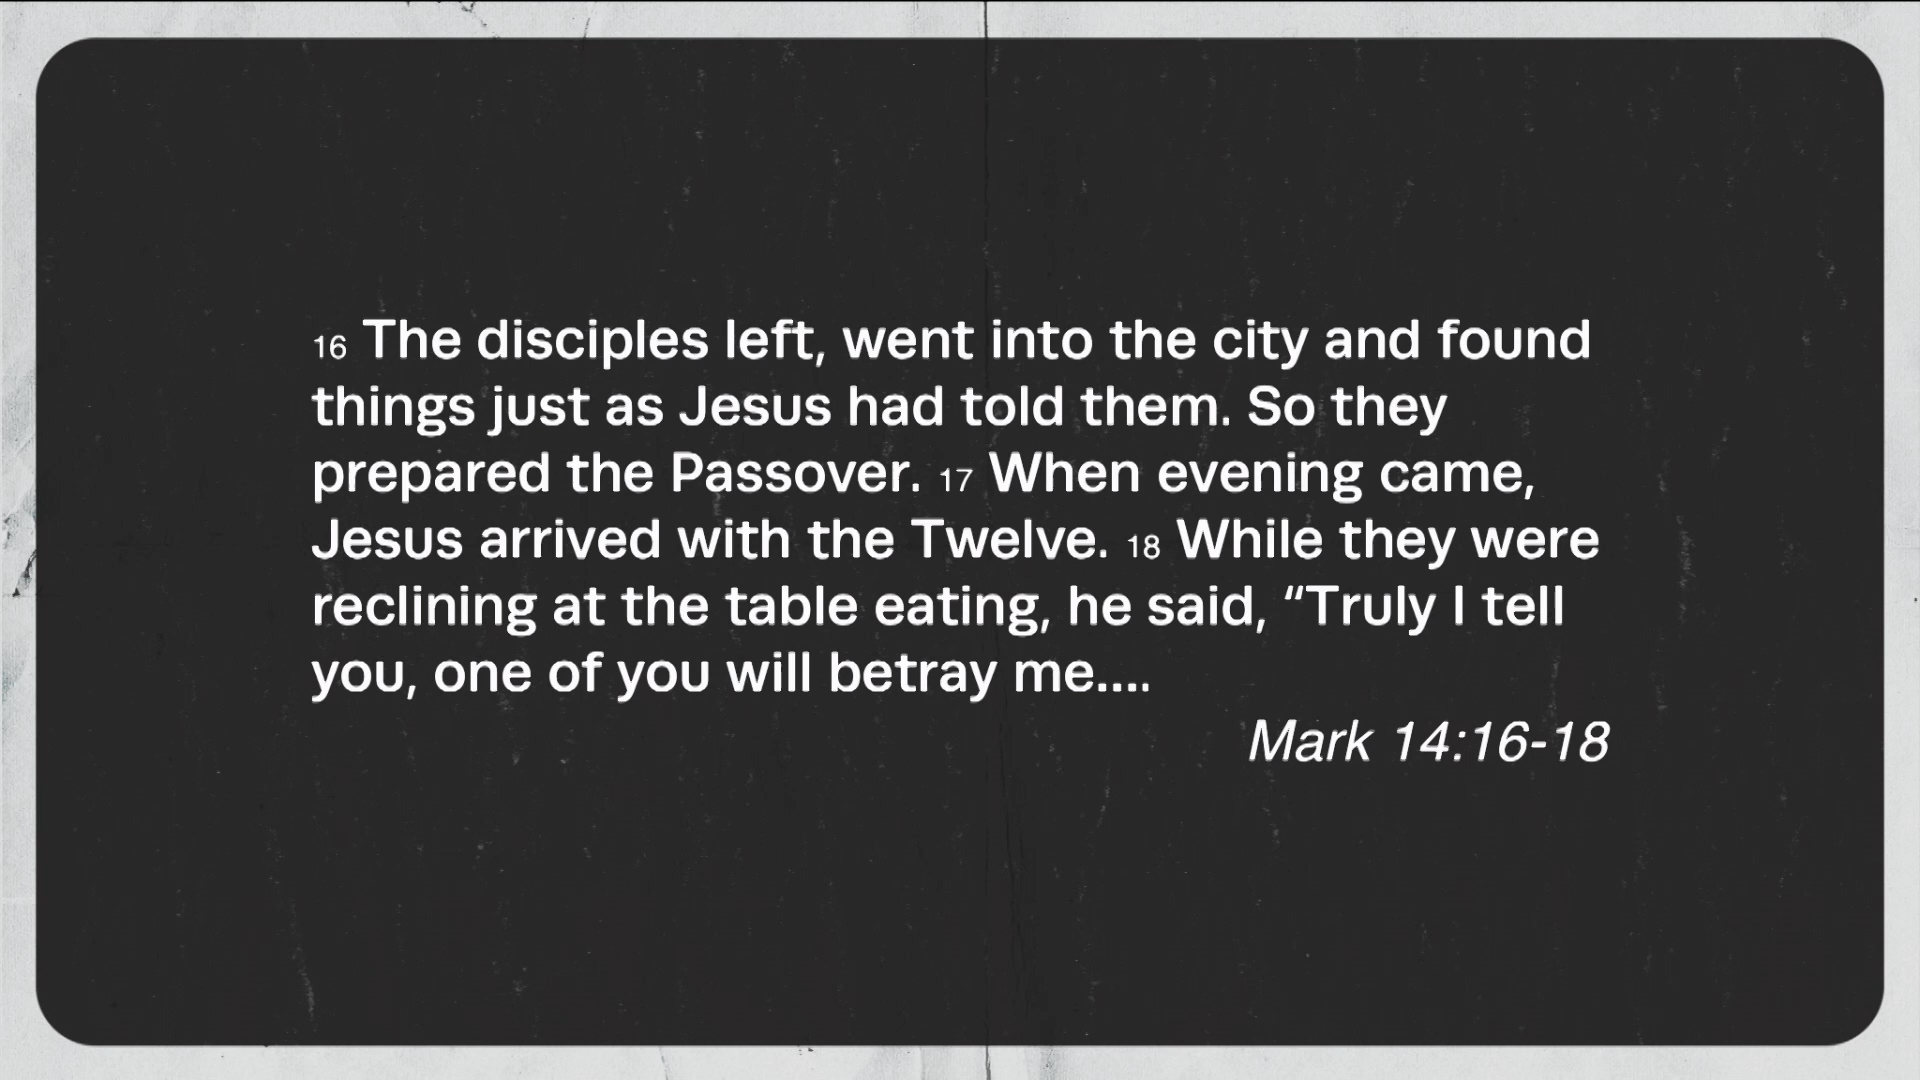 16 The disciples left, went into the city and found
things just as Jesus had told them. So they
prepared the Passover. 17 When evening came,
Jesus arrived with the Twelve. 18 While they were
reclining at the table eating, he said, “Truly I tell
you, one of you will betray me....
Mark 14:16-18